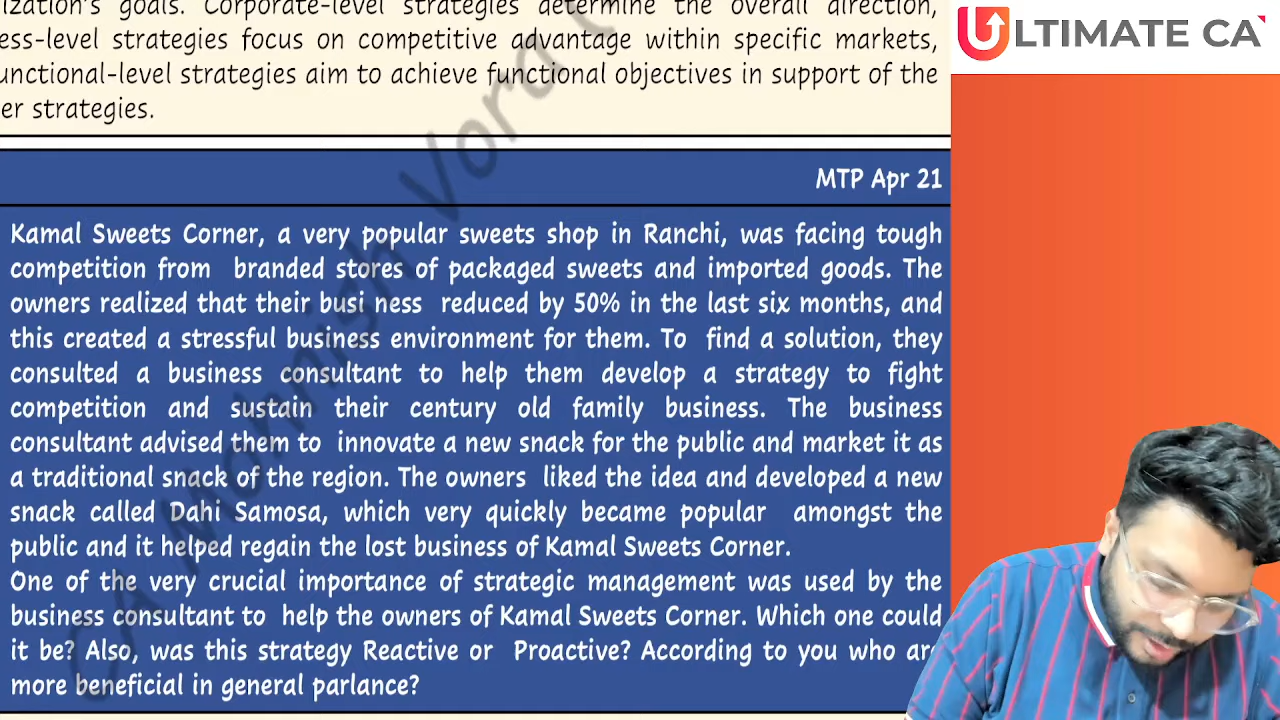 ization's goals. Corporate-level strategies determine the overall direction,
ess-level strategies focus on competitive advantage within specific markets,
unctional-level strategies aim to achieve functional objectives in support of the
er strategies.
ULTIMATE CA
MTP Apr 21
Kamal Sweets Corner, a very popular sweets shop in Ranchi, was facing tough
competition from branded stores of packaged sweets and imported goods. The
owners realized that their busi ness reduced by 50% in the last six months, and
this created a stressful business environment for them. To find a solution, they
consulted a business consultant to help them develop a strategy to fight
competition and sustain their century old family business. The business
consultant advised them to innovate a new snack for the public and market it as
a traditional snack of the region. The owners liked the idea and developed a new
snack called Dahi Samosa, which very quickly became popular amongst the
public and it helped regain the lost business of Kamal Sweets Corner.
One of the very crucial importance of strategic management was used by the
business consultant to help the owners of Kamal Sweets Corner. Which one could
it be? Also, was this strategy Reactive or Proactive? According to you who are
more beneficial in general parlance?
CA Mohnish Vora